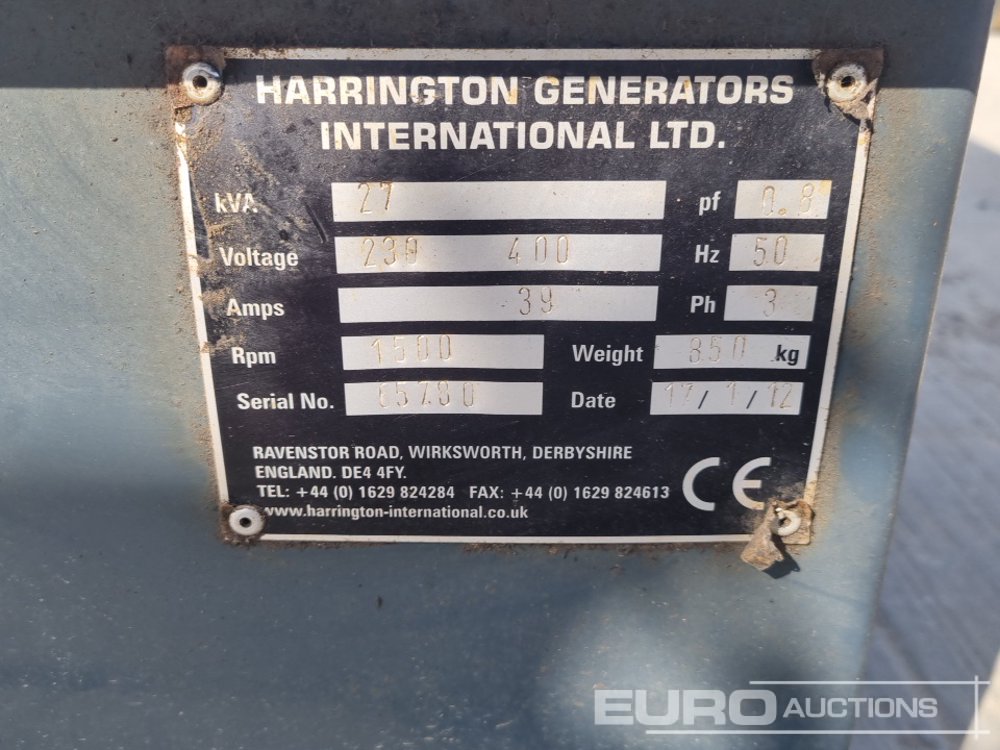 HARRINGTON GENERATORS
INTERNATIONAL LTD.
kVA 27 pf 0.8
Voltage 230 400 Hz 50
Amps 39 Ph 3
Rpm 1500 Weight 850 kg
Serial No. Date 17/1/12
RAVENSTOR ROAD, WIRKSWORTH, DERBYSHIRE
ENGLAND. DE4 4FY.
TEL: +44 (0) 1629 824284 FAX: +44 (0) 1629 824613
www.harrington-international.co.uk
CE
EURO AUCTIONS